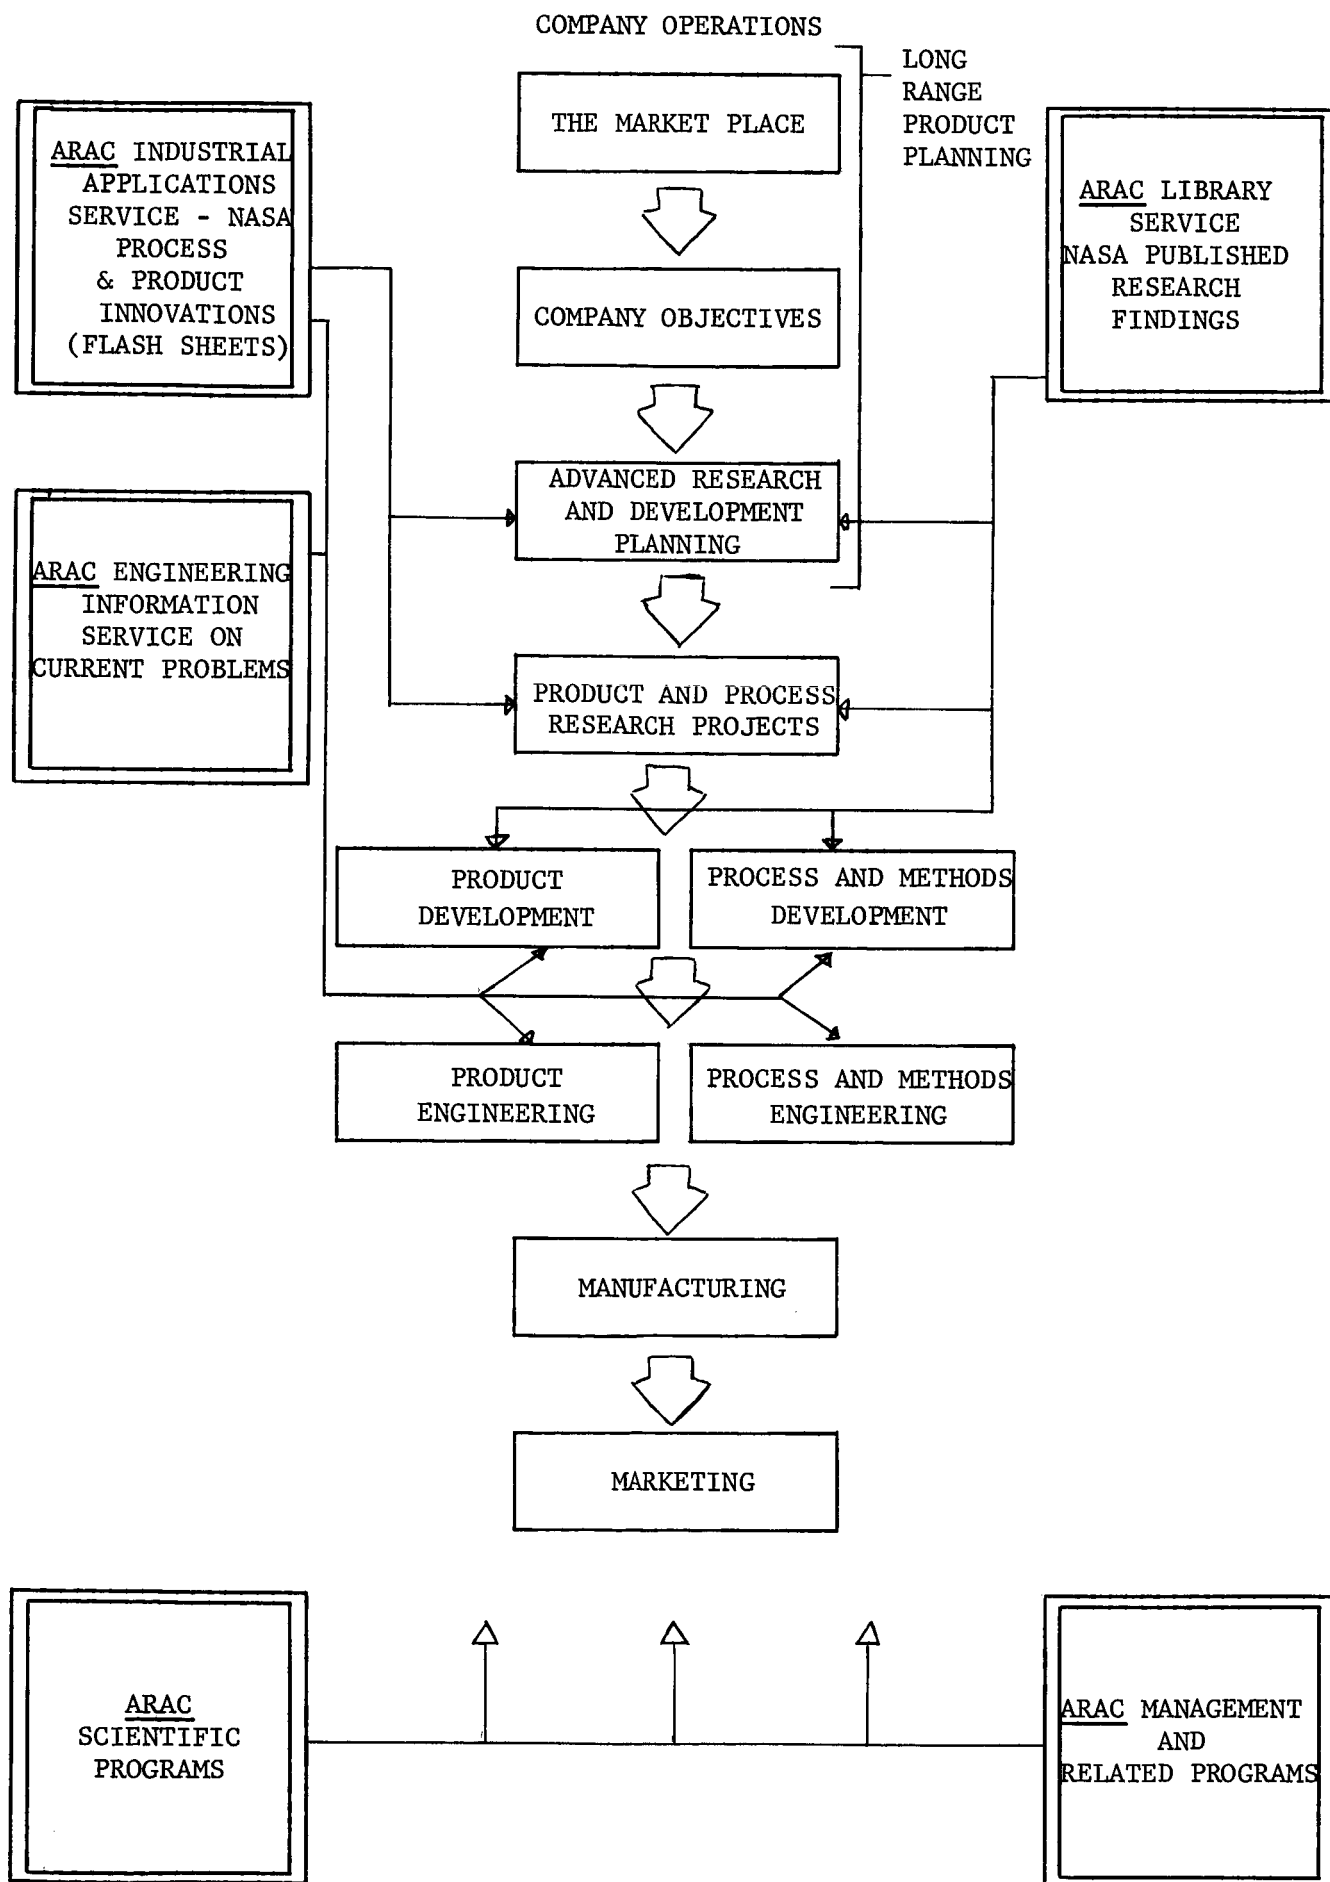 COMPANY OPERATIONS
LONG
RANGE
PRODUCT
PLANNING
THE MARKET PLACE
ARAC INDUSTRIAL
APPLICATIONS
SERVICE - NASA
PROCESS
& PRODUCT
INNOVATIONS
(FLASH SHEETS)
ARAC LIBRARY
SERVICE
NASA PUBLISHED
RESEARCH
FINDINGS
COMPANY OBJECTIVES
ADVANCED RESEARCH
AND DEVELOPMENT
PLANNING
ARAC ENGINEERING
INFORMATION
SERVICE ON
CURRENT PROBLEMS
PRODUCT AND PROCESS
RESEARCH PROJECTS
PRODUCT
DEVELOPMENT
PROCESS AND METHODS
DEVELOPMENT
PRODUCT
ENGINEERING
PROCESS AND METHODS
ENGINEERING
MANUFACTURING
MARKETING
ARAC
SCIENTIFIC
PROGRAMS
ARAC MANAGEMENT
AND
RELATED PROGRAMS